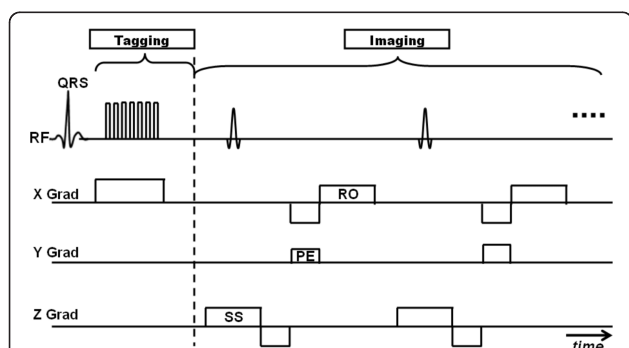 Tagging Imaging
QRS
RF
X Grad RO
Y Grad PE
Z Grad SS
time